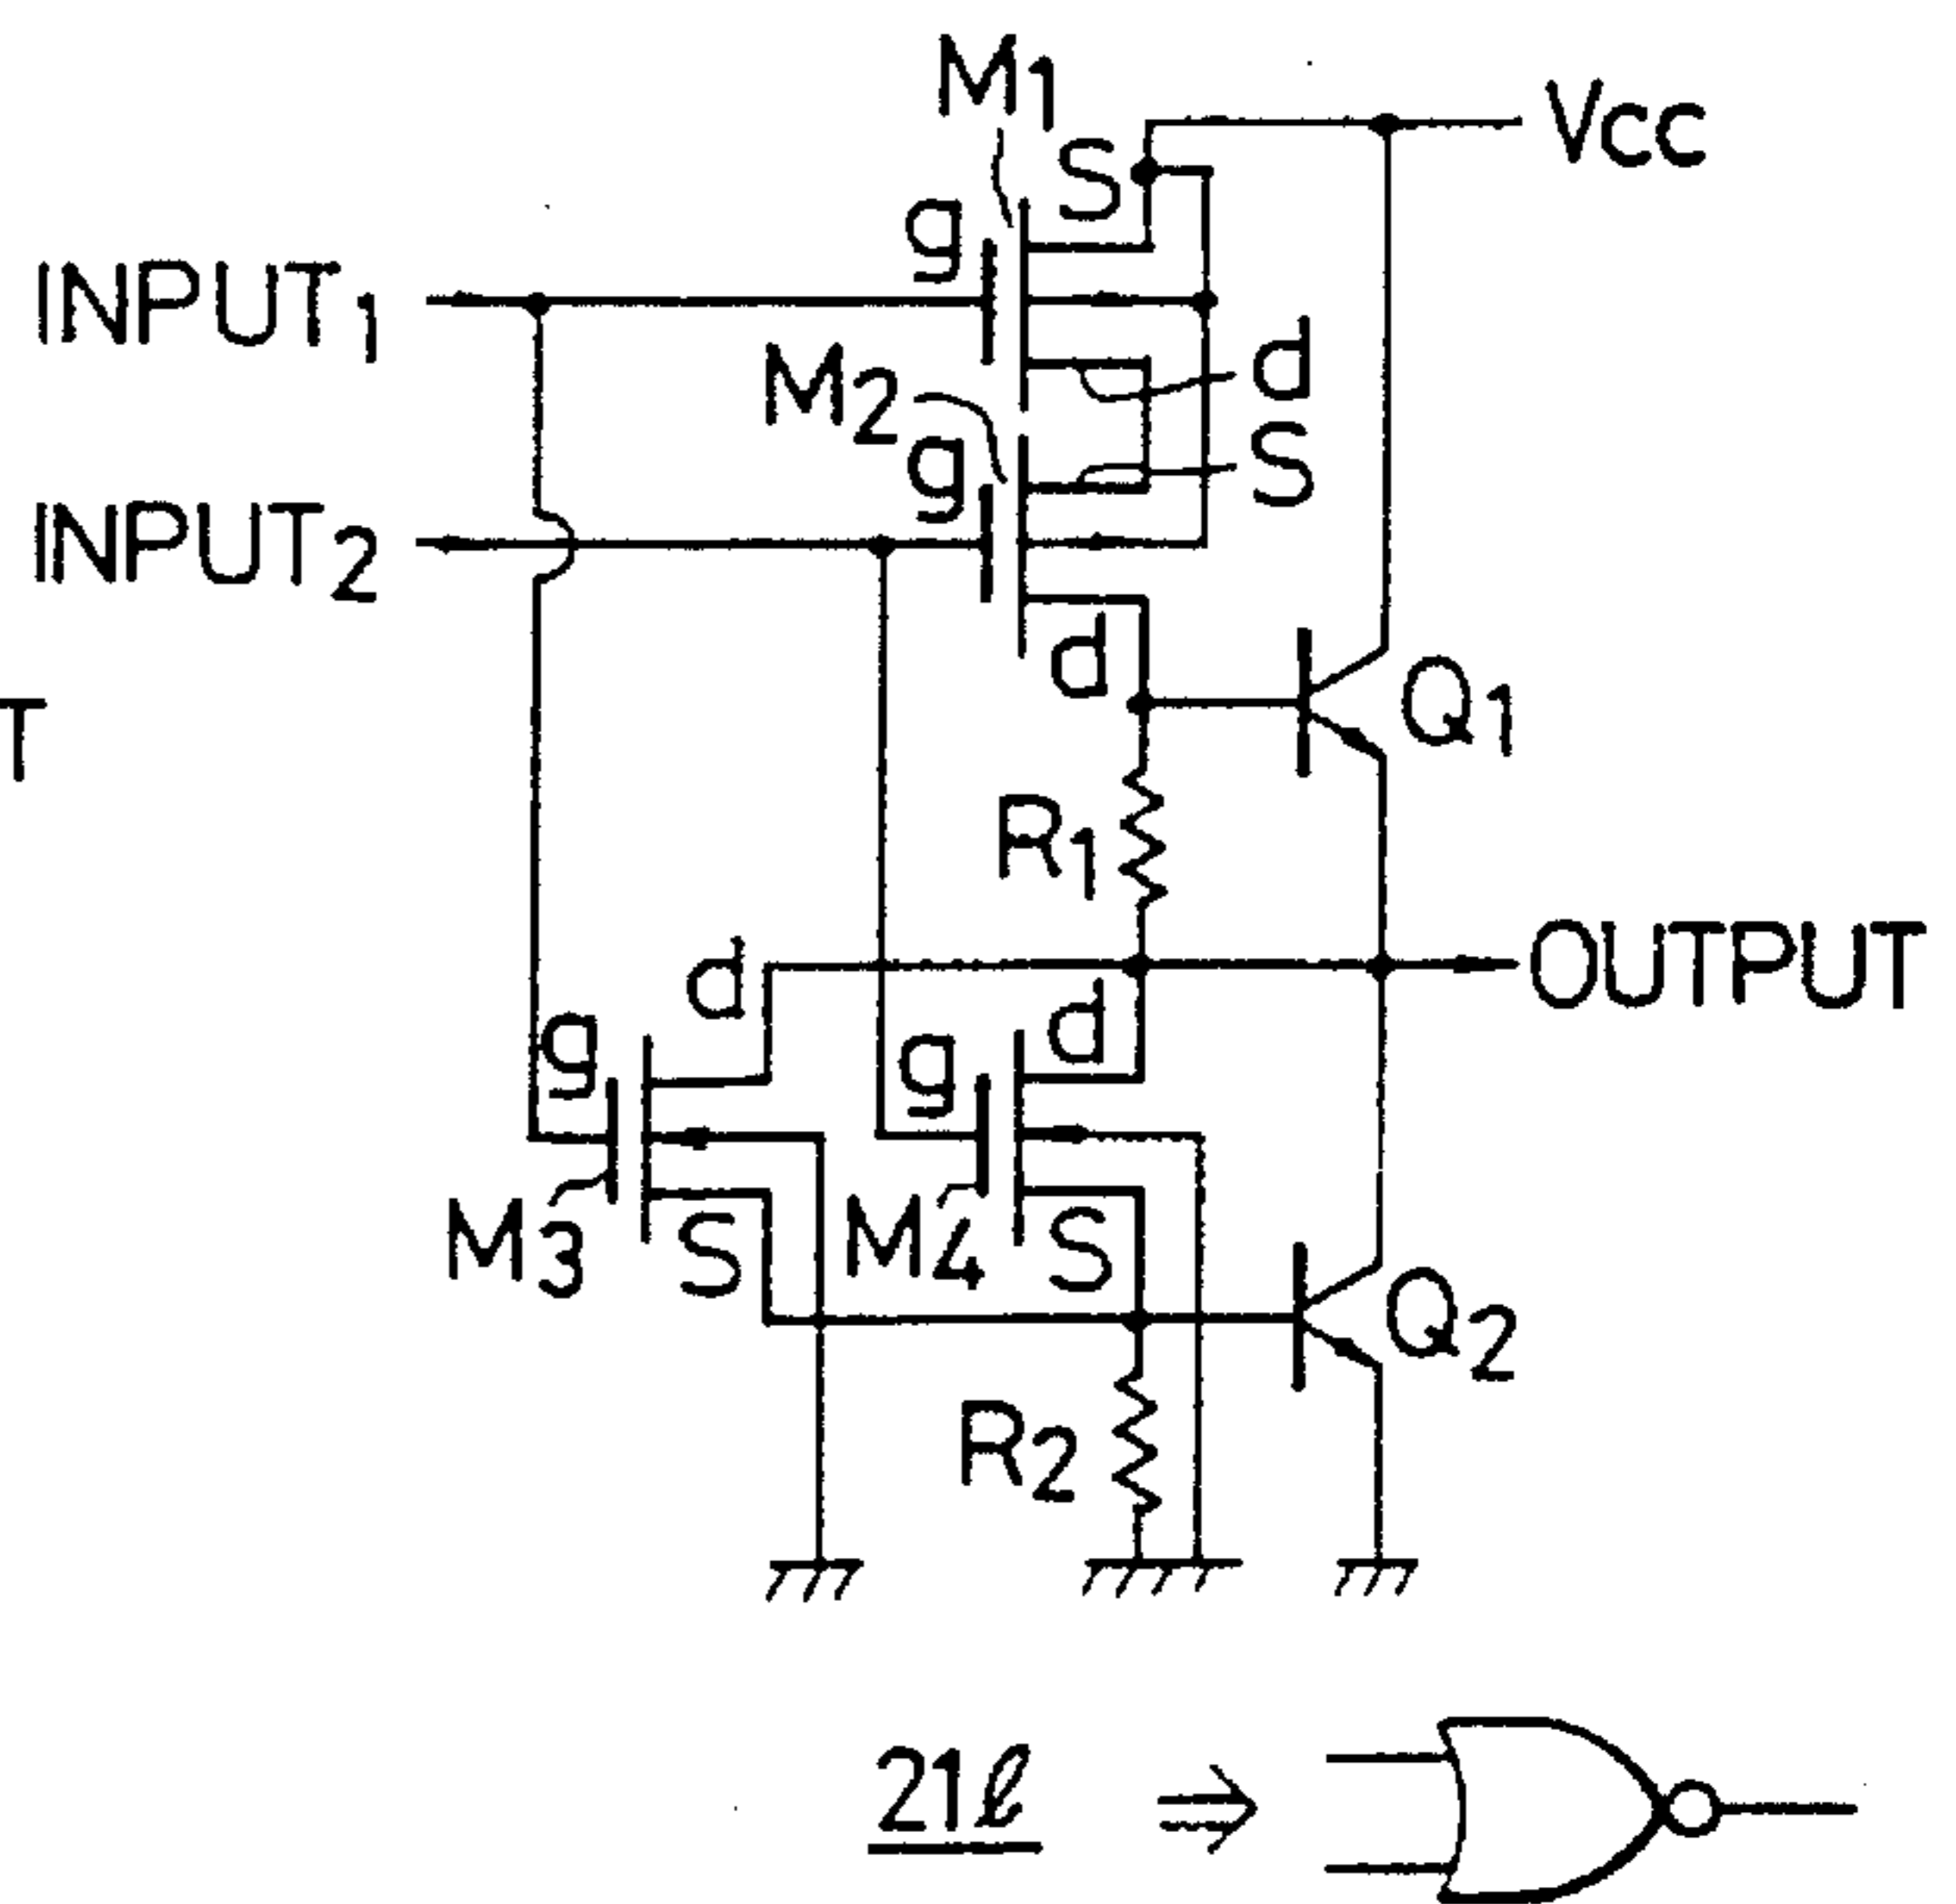 M1
VCC
S
g
INPUT1
d
M2
S
g
INPUT2
d
Q1
T
R1
OUTPUT
d
d
g
g
M3
S
M4
S
Q2
R2
21ℓ